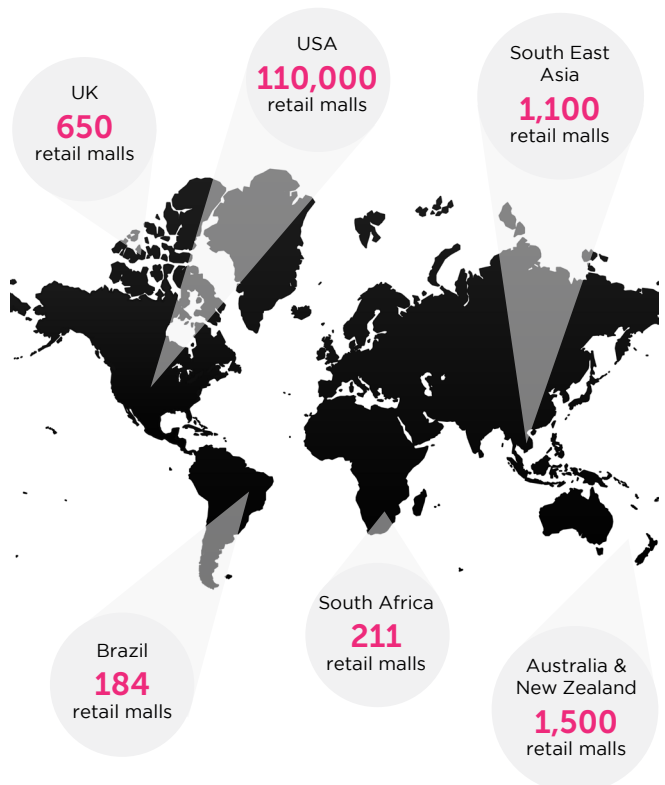 USA
110,000
retail malls
South East
Asia
1,100
retail malls
UK
650
retail malls
Brazil
184
retail malls
South Africa
211
retail malls
Australia &
New Zealand
1,500
retail malls